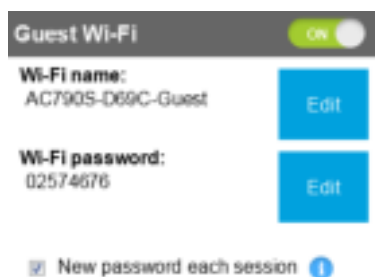 Guest Wi-Fi
ON
Wi-Fi name:
AC790S-D69C-Guest
Edit
Wi-Fi password:
02574676
Edit
New password each session